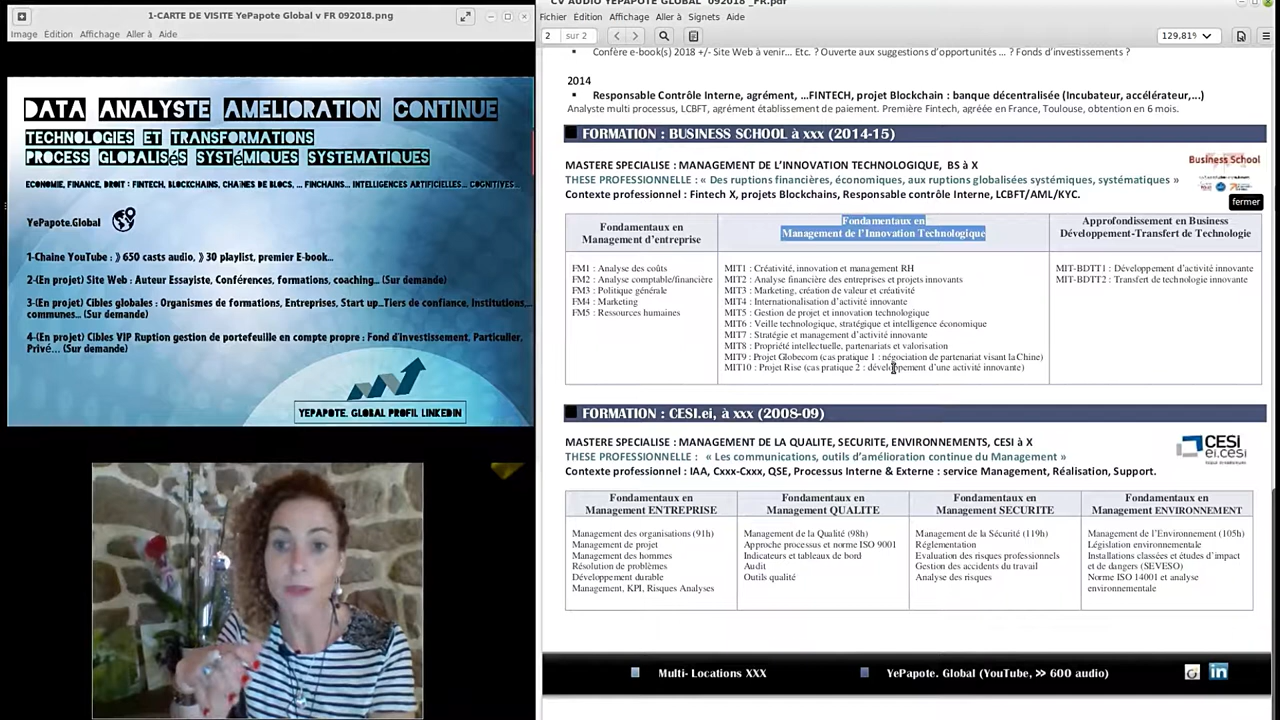 1-CARTE DE VISITE YePapote Global v FR 092018.png
Image Edition Affichage Aller à Aide
DATA ANALYSTE AMELIORATION CONTINUE
TECHNOLOGIES ET TRANSFORMATIONS
PROCESS GLOBALISéS SYSTéMIQUES SYSTEMATIQUES
ECONOMIE, FINANCE, DROIT : FINTECH, BLOCKCHAINS, CHAîNES DE BLOCS, ... FINCHAINS... INTELLIGENCES ARTIFICIELLES... COGNITIVES...
YePapote.Global
1-Chaine YouTube : » 650 casts audio, » 30 playlist, premier E-book...
2-(En projet) Site Web : Auteur Essayiste, Conférences, formations, coaching... (Sur demande)
3-(En projet) Cibles globales : Organismes de formations, Entreprises, Start up...Tiers de confiance, Institutions,
communes... (Sur demande)
4-(En projet) Cibles VIP Ruption gestion de portefeuille en compte propre : Fond d'Investissement, Particulier,
Privé... (Sur demande)
YEPAPOTE. GLOBAL PROFIL LINKEDIN
CV AUDIO YEPAPOTE GLOBAL 092018 _FR.pdf
Fichier Edition Affichage Aller à Signets Aide
2 sur 2 129,81%
Confère e-book(s) 2018 +/- Site Web à venir... Etc. ? Ouverte aux suggestions d'opportunités ... ? Fonds d'investissements ?
2014
▪ Responsable Contrôle Interne, agrément, ...FINTECH, projet Blockchain : banque décentralisée (Incubateur, accélérateur,...)
Analyste multi processus, LCBFT, agrément établissement de paiement. Première Fintech, agréée en France, Toulouse, obtention en 6 mois.
FORMATION : BUSINESS SCHOOL à xxx (2014-15)
MASTERE SPECIALISE : MANAGEMENT DE L'INNOVATION TECHNOLOGIQUE, BS à X
Business School
THESE PROFESSIONNELLE : « Des ruptions financières, économiques, aux ruptions globalisées systémiques, systématiques »
Contexte professionnel : Fintech X, projets Blockchains, Responsable contrôle Interne, LCBFT/AML/KYC.
fermer
Fondamentaux en
Management d'entreprise
Fondamentaux en
Management de l'Innovation Technologique
Approfondissement en Business
Développement-Transfert de Technologie
FM1 : Analyse des coûts
FM2 : Analyse comptable/financière
FM3 : Politique générale
FM4 : Marketing
FM5 : Ressources humaines
MIT1 : Créativité, innovation et management RH
MIT2 : Analyse financière des entreprises et projets innovants
MIT3 : Marketing, création de valeur et créativité
MIT4 : Internationalisation d'activité innovante
MIT5 : Gestion de projet et innovation technologique
MIT6 : Veille technologique, stratégique et intelligence économique
MIT7 : Stratégie et management d'activité innovante
MIT8 : Propriété intellectuelle, partenariats et valorisation
MIT9 : Projet Globecom (cas pratique 1 : négociation de partenariat visant la Chine)
MIT10 : Projet Rise (cas pratique 2 : développement d'une activité innovante)
MIT-BDTT1 : Développement d'activité innovante
MIT-BDTT2 : Transfert de technologie innovante
FORMATION : CESI.ei, à xxx (2008-09)
MASTERE SPECIALISE : MANAGEMENT DE LA QUALITE, SECURITE, ENVIRONNEMENTS, CESI à X
THESE PROFESSIONNELLE : « Les communications, outils d'amélioration continue du Management »
Contexte professionnel : IAA, Cxxx-Cxxx, QSE, Processus Interne & Externe : service Management, Réalisation, Support.
CESI
ei.cesi
Fondamentaux en
Management ENTREPRISE
Fondamentaux en
Management QUALITE
Fondamentaux en
Management SECURITE
Fondamentaux en
Management ENVIRONNEMENT
Management des organisations (91h)
Management de projet
Management des hommes
Résolution de problèmes
Développement durable
Management, KPI, Risques Analyses
Management de la Qualité (98h)
Approche processus et norme ISO 9001
Indicateurs et tableaux de bord
Audit
Outils qualité
Management de la Sécurité (119h)
Réglementation
Evaluation des risques professionnels
Gestion des accidents du travail
Analyse des risques
Management de l'Environnement (105h)
Législation environnementale
Installations classées et études d'impact
et de dangers (SEVESO)
Norme ISO 14001 et analyse
environnementale
Multi- Locations XXX
YePapote. Global (YouTube, >> 600 audio)
in